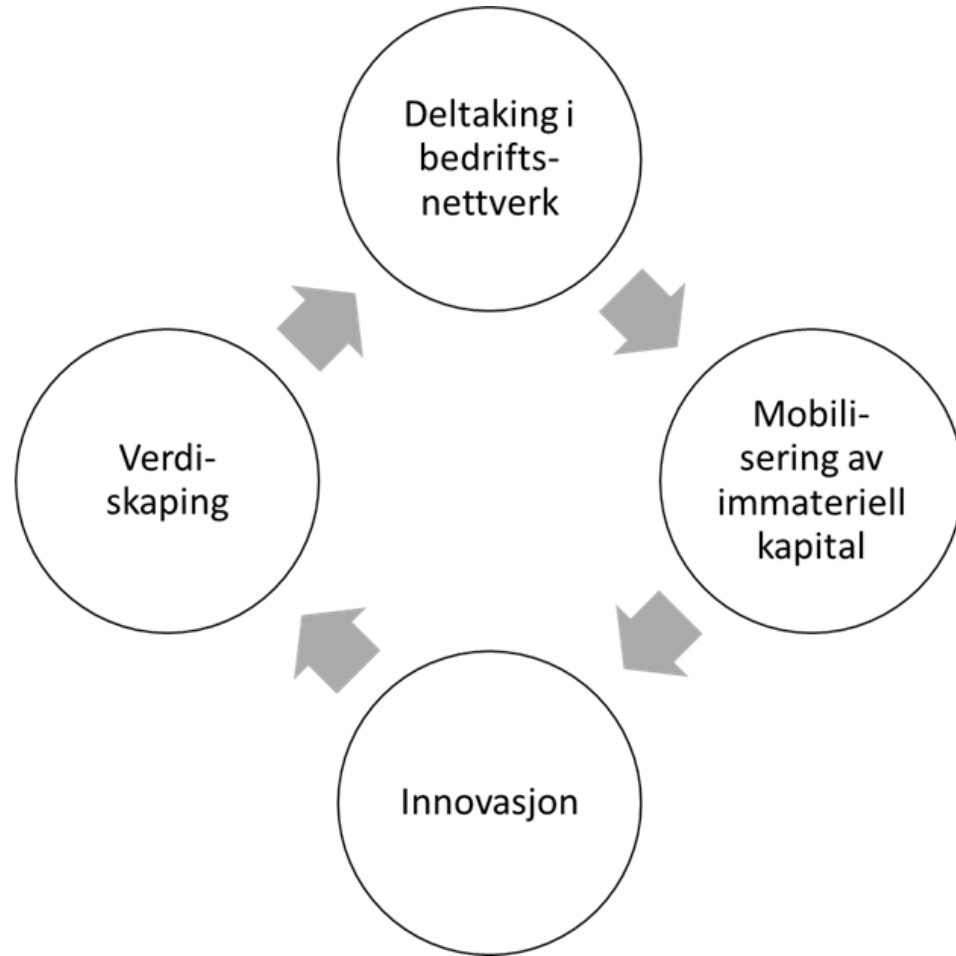 Deltaking i
bedrifts-
nettverk
Mobili-
sering av
immateriell
kapital
Innovasjon
Verdi-
skaping